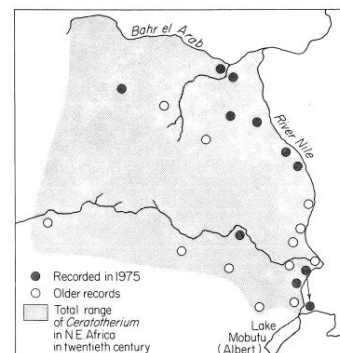 Bahr el Arab
River Nile
Recorded in 1975
Older records
Total range
of Ceratotherium
in N.E. Africa
in twentieth century
Lake
Mobutu
(Albert)